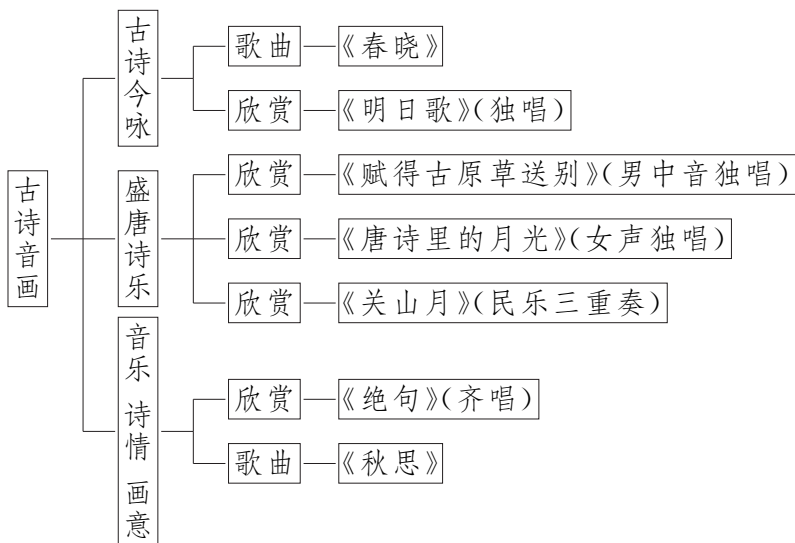 古诗音画
古诗今咏
歌曲
《春晓》
欣赏
《明日歌》(独唱)
盛唐诗乐
欣赏
《赋得古原草送别》(男中音独唱)
欣赏
《唐诗里的月光》(女声独唱)
欣赏
《关山月》(民乐三重奏)
音乐 诗情 画意
欣赏
《绝句》(齐唱)
歌曲
《秋思》